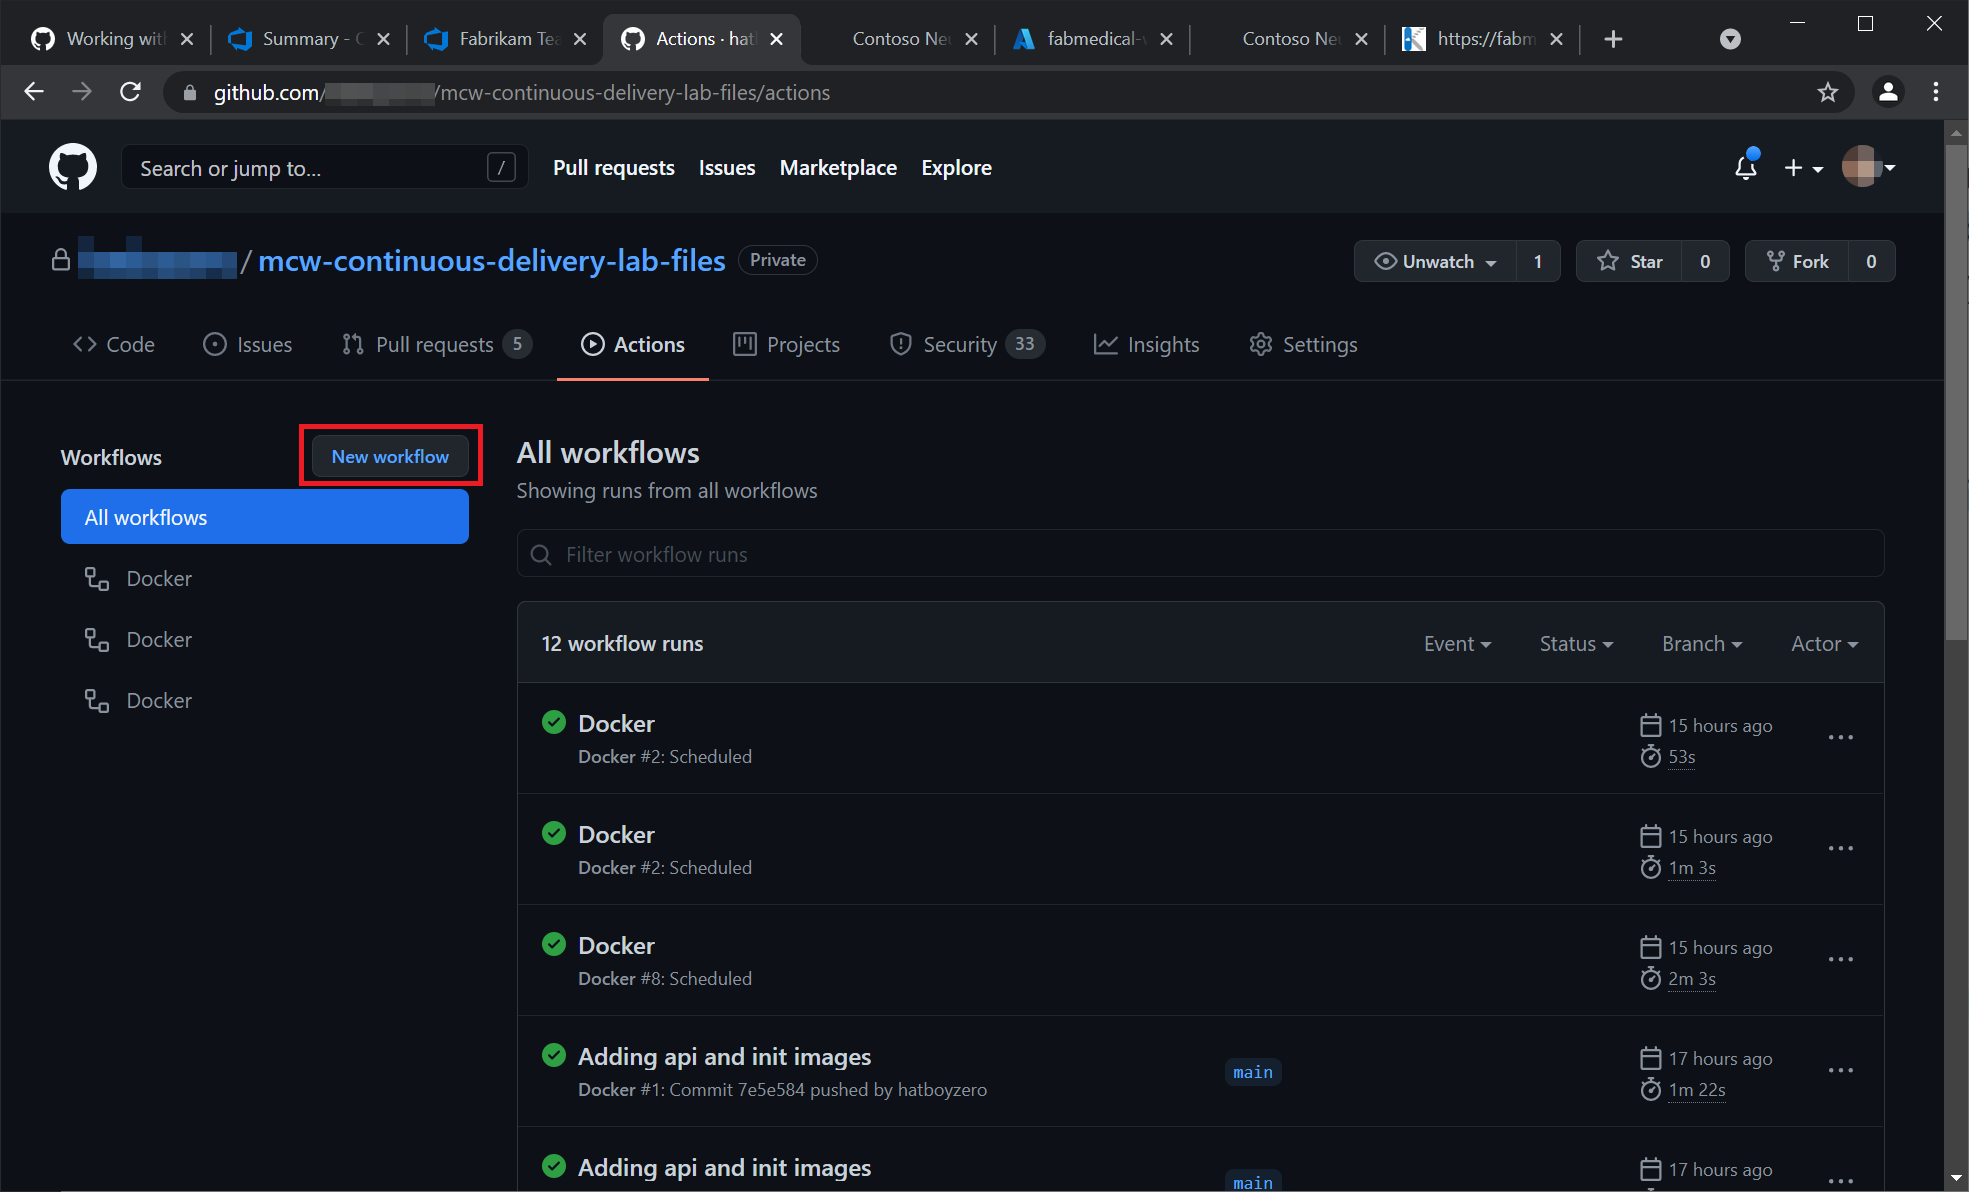 Working wit
Summary - C
Fabrikam Tea
Actions · hat
Contoso Neu
fabmedical-
Contoso Neu
https://fabm
github.com/
/mcw-continuous-delivery-lab-files/actions
Search or jump to...
/
Pull requests
Issues
Marketplace
Explore
/ mcw-continuous-delivery-lab-files
Private
Unwatch
1
Star
0
Fork
0
Code
Issues
Pull requests 5
Actions
Projects
Security 33
Insights
Settings
Workflows
New workflow
All workflows
Docker
Docker
Docker
All workflows
Showing runs from all workflows
Filter workflow runs
12 workflow runs
Event
Status
Branch
Actor
Docker
Docker #2: Scheduled
15 hours ago
53s
Docker
Docker #2: Scheduled
15 hours ago
1m 3s
Docker
Docker #8: Scheduled
15 hours ago
2m 3s
Adding api and init images
Docker #1: Commit 7e5e584 pushed by hatboyzero
main
17 hours ago
1m 22s
Adding api and init images
main
17 hours ago